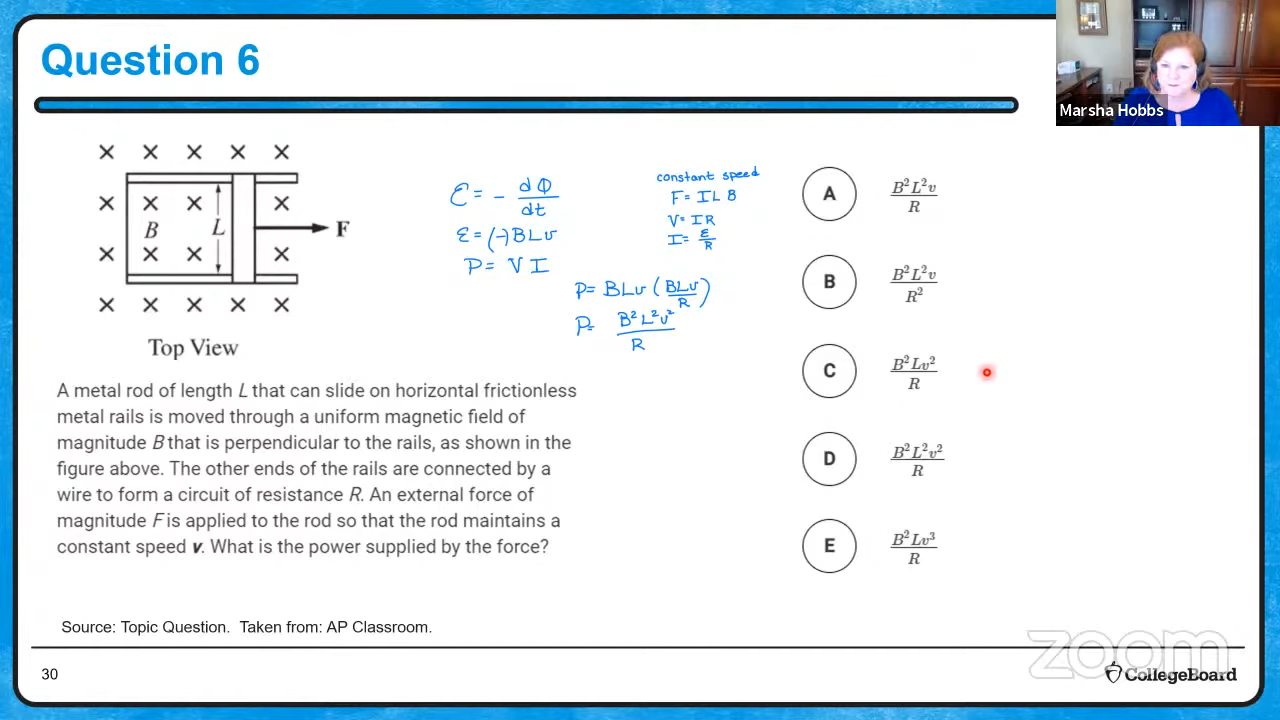 Question 6
Marsha Hobbs
× × × × ×
× × × ×
B L F
× × × ×
× × × × ×
Top View
ℰ = - dΦ/dt
ℰ = (-) BLv
P = V I
P = BLv (BLv/R)
P = B²L²v²/R
constant speed
F = ILB
V = IR
I = ℰ/R
A metal rod of length L that can slide on horizontal frictionless
metal rails is moved through a uniform magnetic field of
magnitude B that is perpendicular to the rails, as shown in the
figure above. The other ends of the rails are connected by a
wire to form a circuit of resistance R. An external force of
magnitude F is applied to the rod so that the rod maintains a
constant speed v. What is the power supplied by the force?
A B²L²v/R
B B²L²v/R²
C B²Lv²/R
D B²L²v²/R
E B²Lv³/R
Source: Topic Question. Taken from: AP Classroom.
zoom
30
CollegeBoard